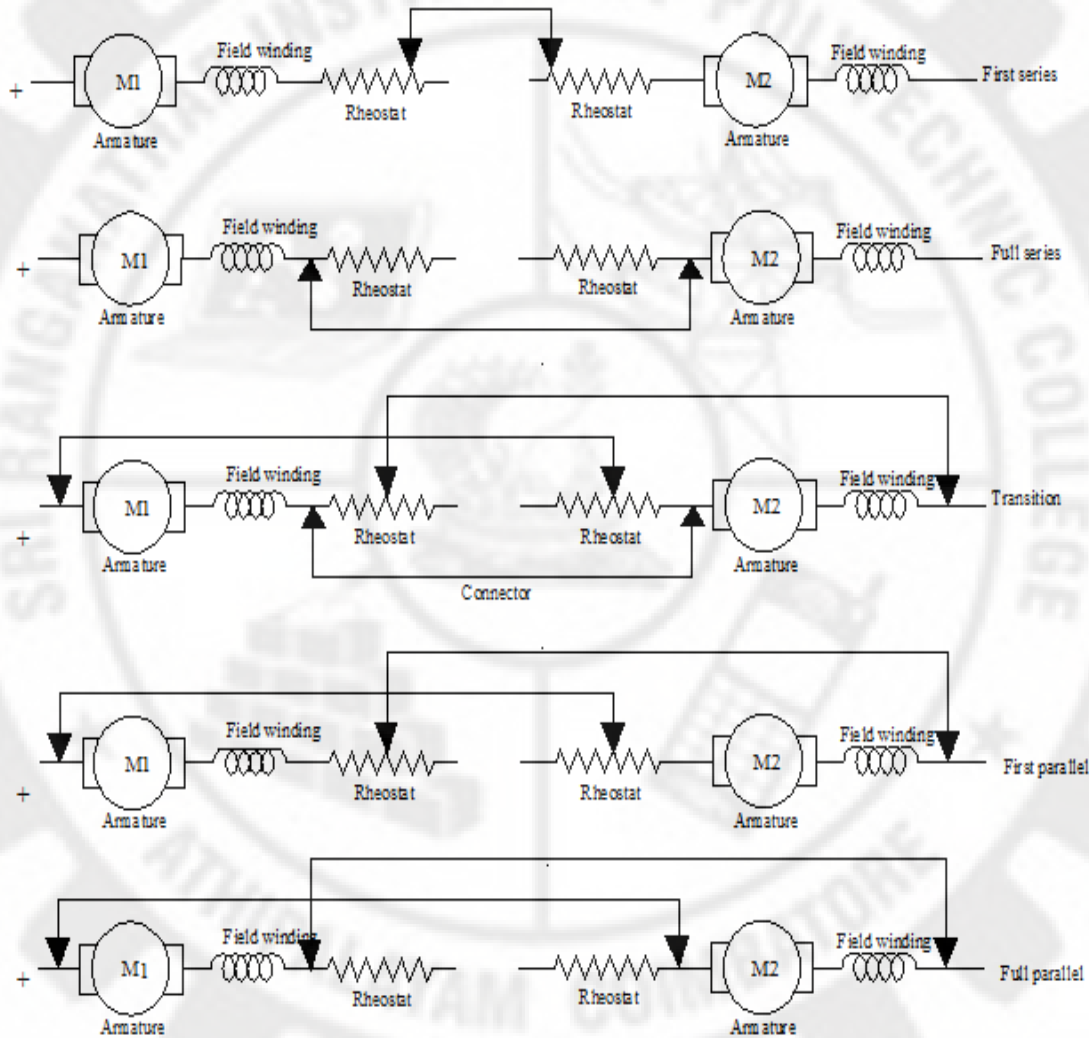 Field winding Field winding
+ M1 M2 First series
Rheostat Rheostat
Armature Armature
Field winding Field winding
+ M1 M2 Full series
Rheostat Rheostat
Armature Armature
Field winding Field winding
M1 M2 Transition
+ Rheostat Rheostat
Armature Armature
Connector
Field winding Field winding
M1 M2 First parallel
+ Rheostat Rheostat
Armature Armature
Field winding Field winding
+ M1 M2 Full parallel
Rheostat Rheostat
Armature Armature
POLYTECHNIC COLLEGE
COIMBATORE